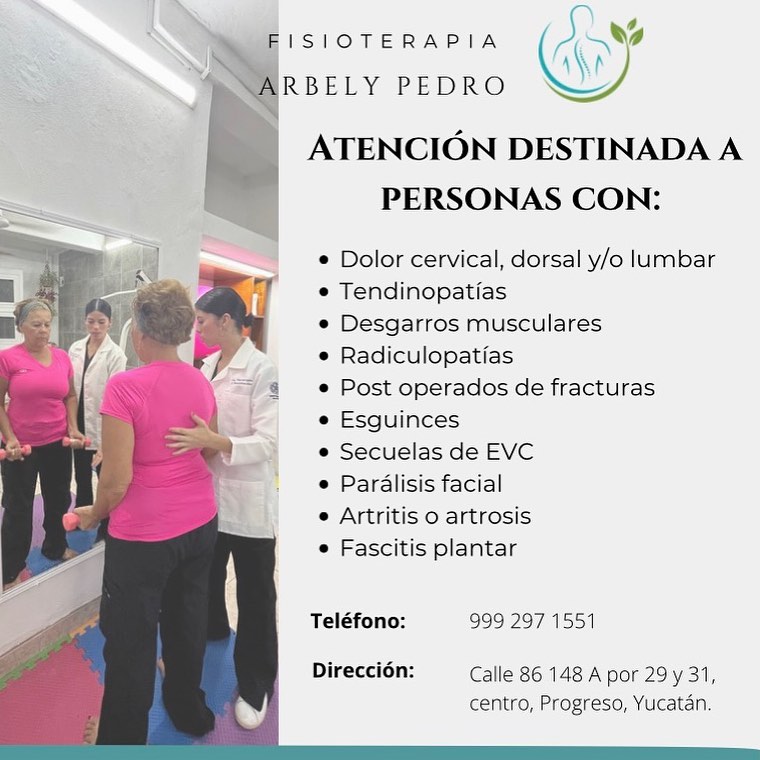 FISIOTERAPIA
ARBELY PEDRO
ATENCIÓN DESTINADA A
PERSONAS CON:
• Dolor cervical, dorsal y/o lumbar
• Tendinopatías
• Desgarros musculares
• Radiculopatías
• Post operados de fracturas
• Esguinces
• Secuelas de EVC
• Parálisis facial
• Artritis o artrosis
• Fascitis plantar
Teléfono: 999 297 1551
Dirección: Calle 86 148 A por 29 y 31,
centro, Progreso, Yucatán.